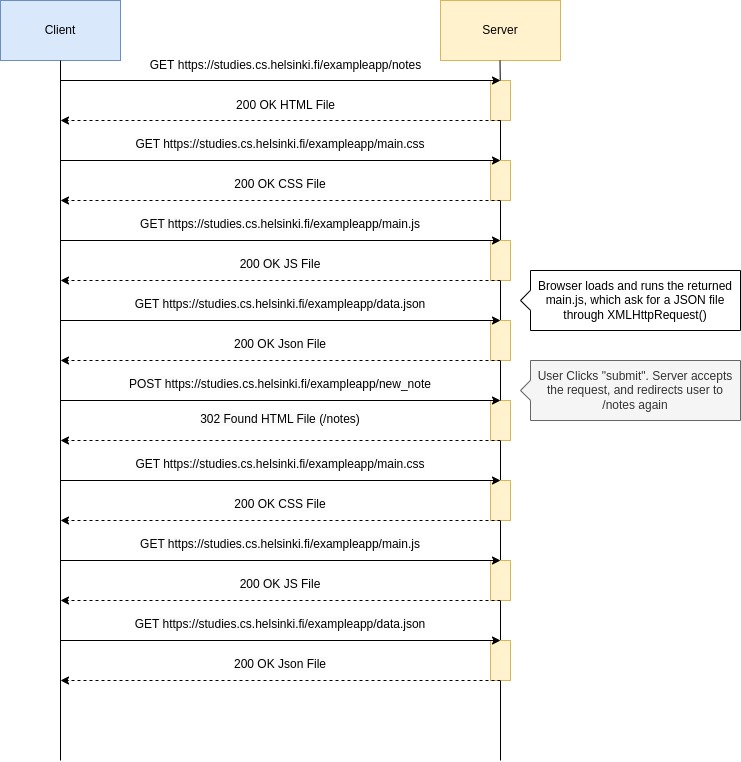 Client
Server
GET https://studies.cs.helsinki.fi/exampleapp/notes
200 OK HTML File
GET https://studies.cs.helsinki.fi/exampleapp/main.css
200 OK CSS File
GET https://studies.cs.helsinki.fi/exampleapp/main.js
200 OK JS File
Browser loads and runs the returned
main.js, which ask for a JSON file
through XMLHttpRequest()
GET https://studies.cs.helsinki.fi/exampleapp/data.json
200 OK Json File
User Clicks "submit". Server accepts
the request, and redirects user to
/notes again
POST https://studies.cs.helsinki.fi/exampleapp/new_note
302 Found HTML File (/notes)
GET https://studies.cs.helsinki.fi/exampleapp/main.css
200 OK CSS File
GET https://studies.cs.helsinki.fi/exampleapp/main.js
200 OK JS File
GET https://studies.cs.helsinki.fi/exampleapp/data.json
200 OK Json File